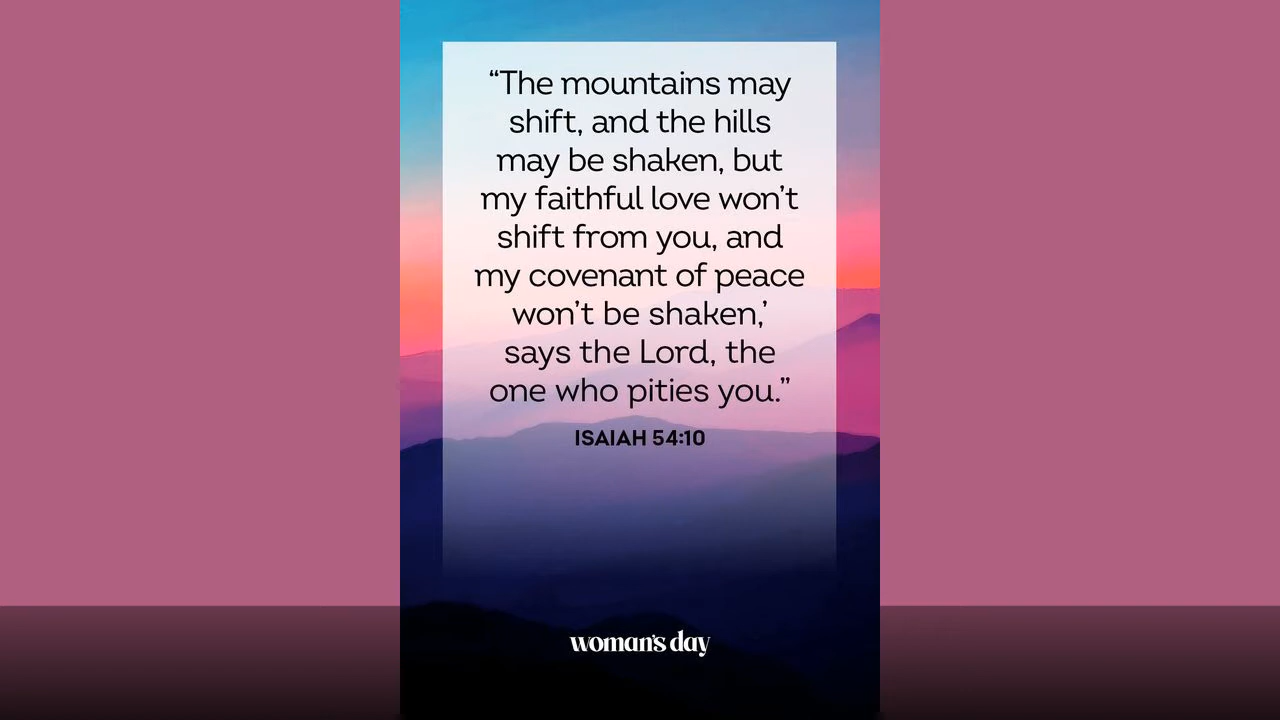 “The mountains may
shift, and the hills
may be shaken, but
my faithful love won’t
shift from you, and
my covenant of peace
won’t be shaken,’
says the Lord, the
one who pities you.”
ISAIAH 54:10
woman’s day